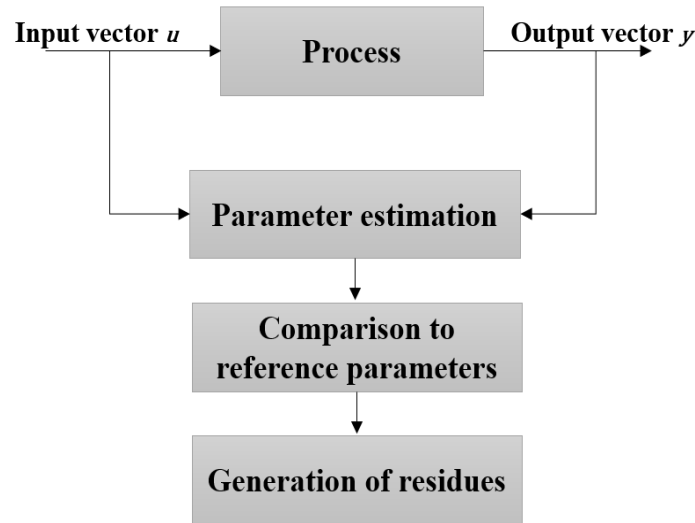 Input vector u
Process
Output vector y
Parameter estimation
Comparison to
reference parameters
Generation of residues